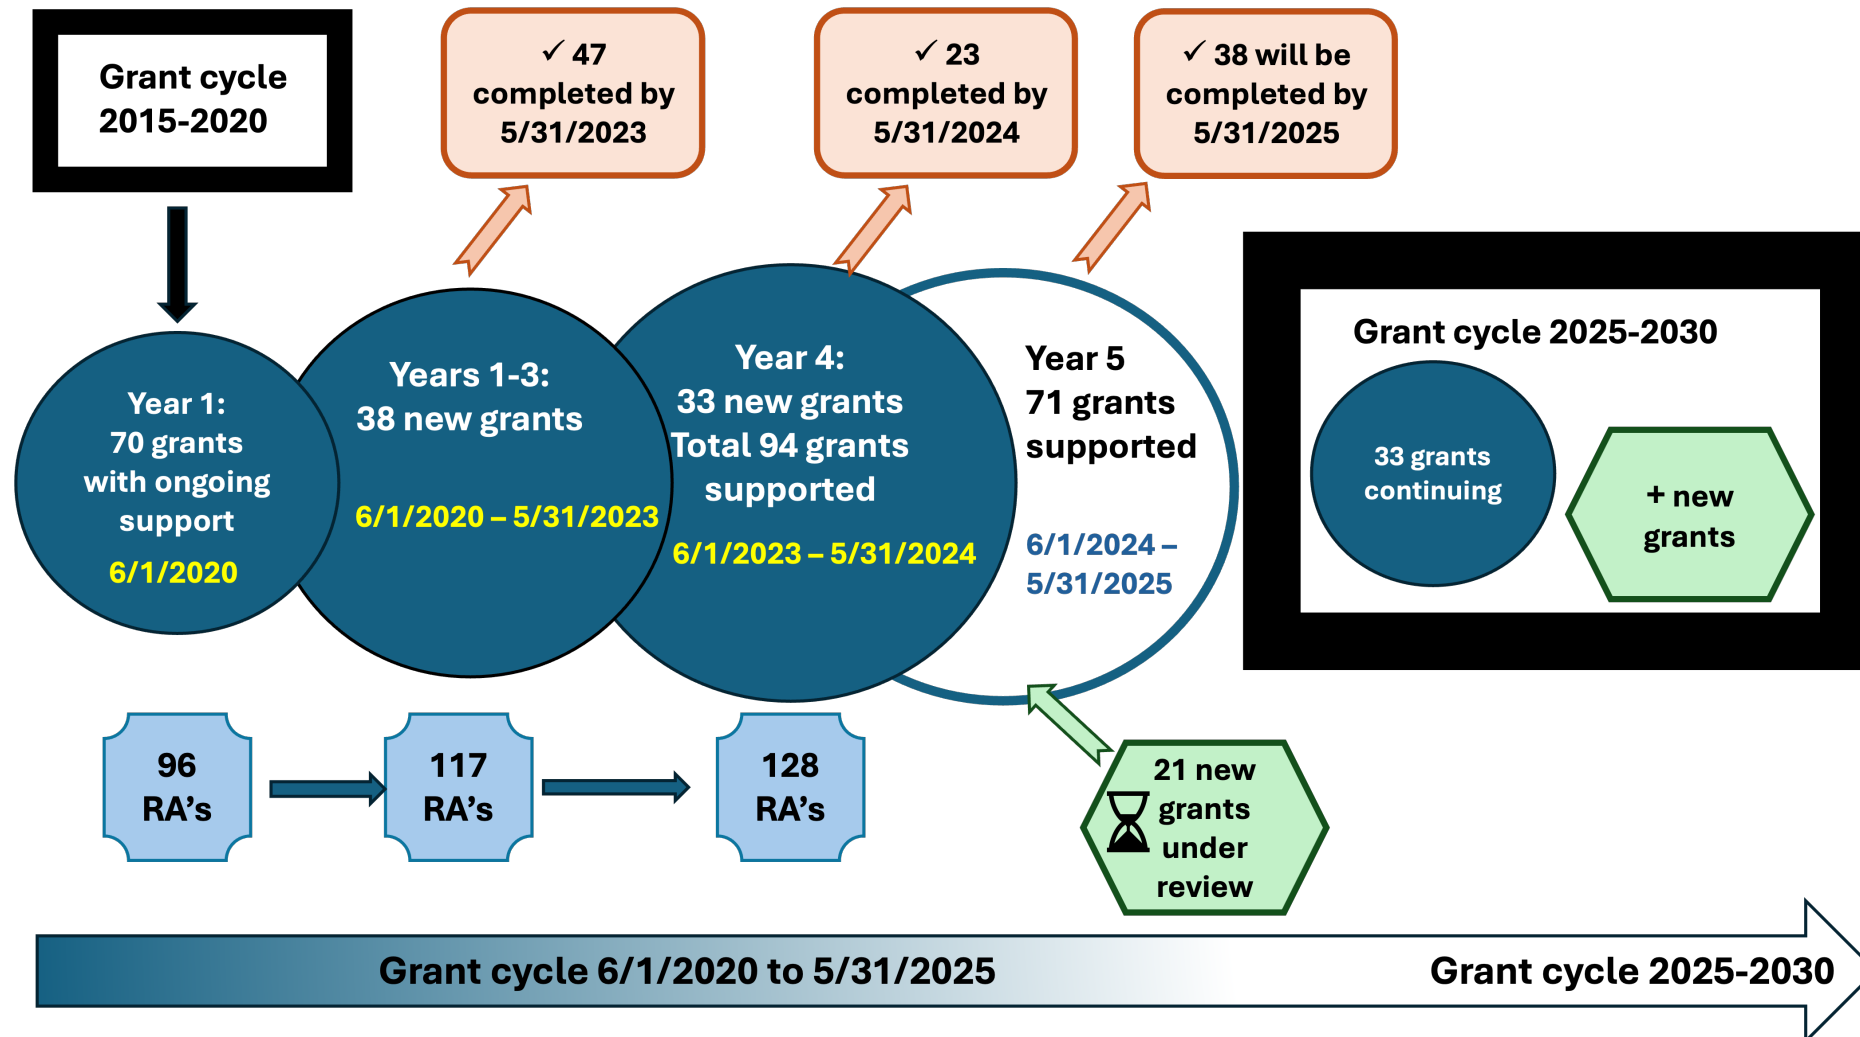 Grant cycle
2015-2020
✓ 47
completed by
5/31/2023
✓ 23
completed by
5/31/2024
✓ 38 will be
completed by
5/31/2025
Year 1:
70 grants
with ongoing
support
6/1/2020
Years 1-3:
38 new grants
6/1/2020 – 5/31/2023
Year 4:
33 new grants
Total 94 grants
supported
6/1/2023 – 5/31/2024
Year 5
71 grants
supported
6/1/2024 –
5/31/2025
Grant cycle 2025-2030
33 grants
continuing
+ new
grants
96
RA’s
117
RA’s
128
RA’s
21 new
grants
under
review
Grant cycle 6/1/2020 to 5/31/2025
Grant cycle 2025-2030